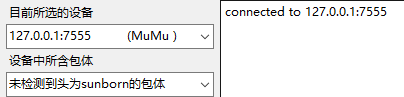 目前所选的设备
127.0.0.1:7555 (MuMu )
设备中所含包体
未检测到头为sunborn的包体
connected to 127.0.0.1:7555